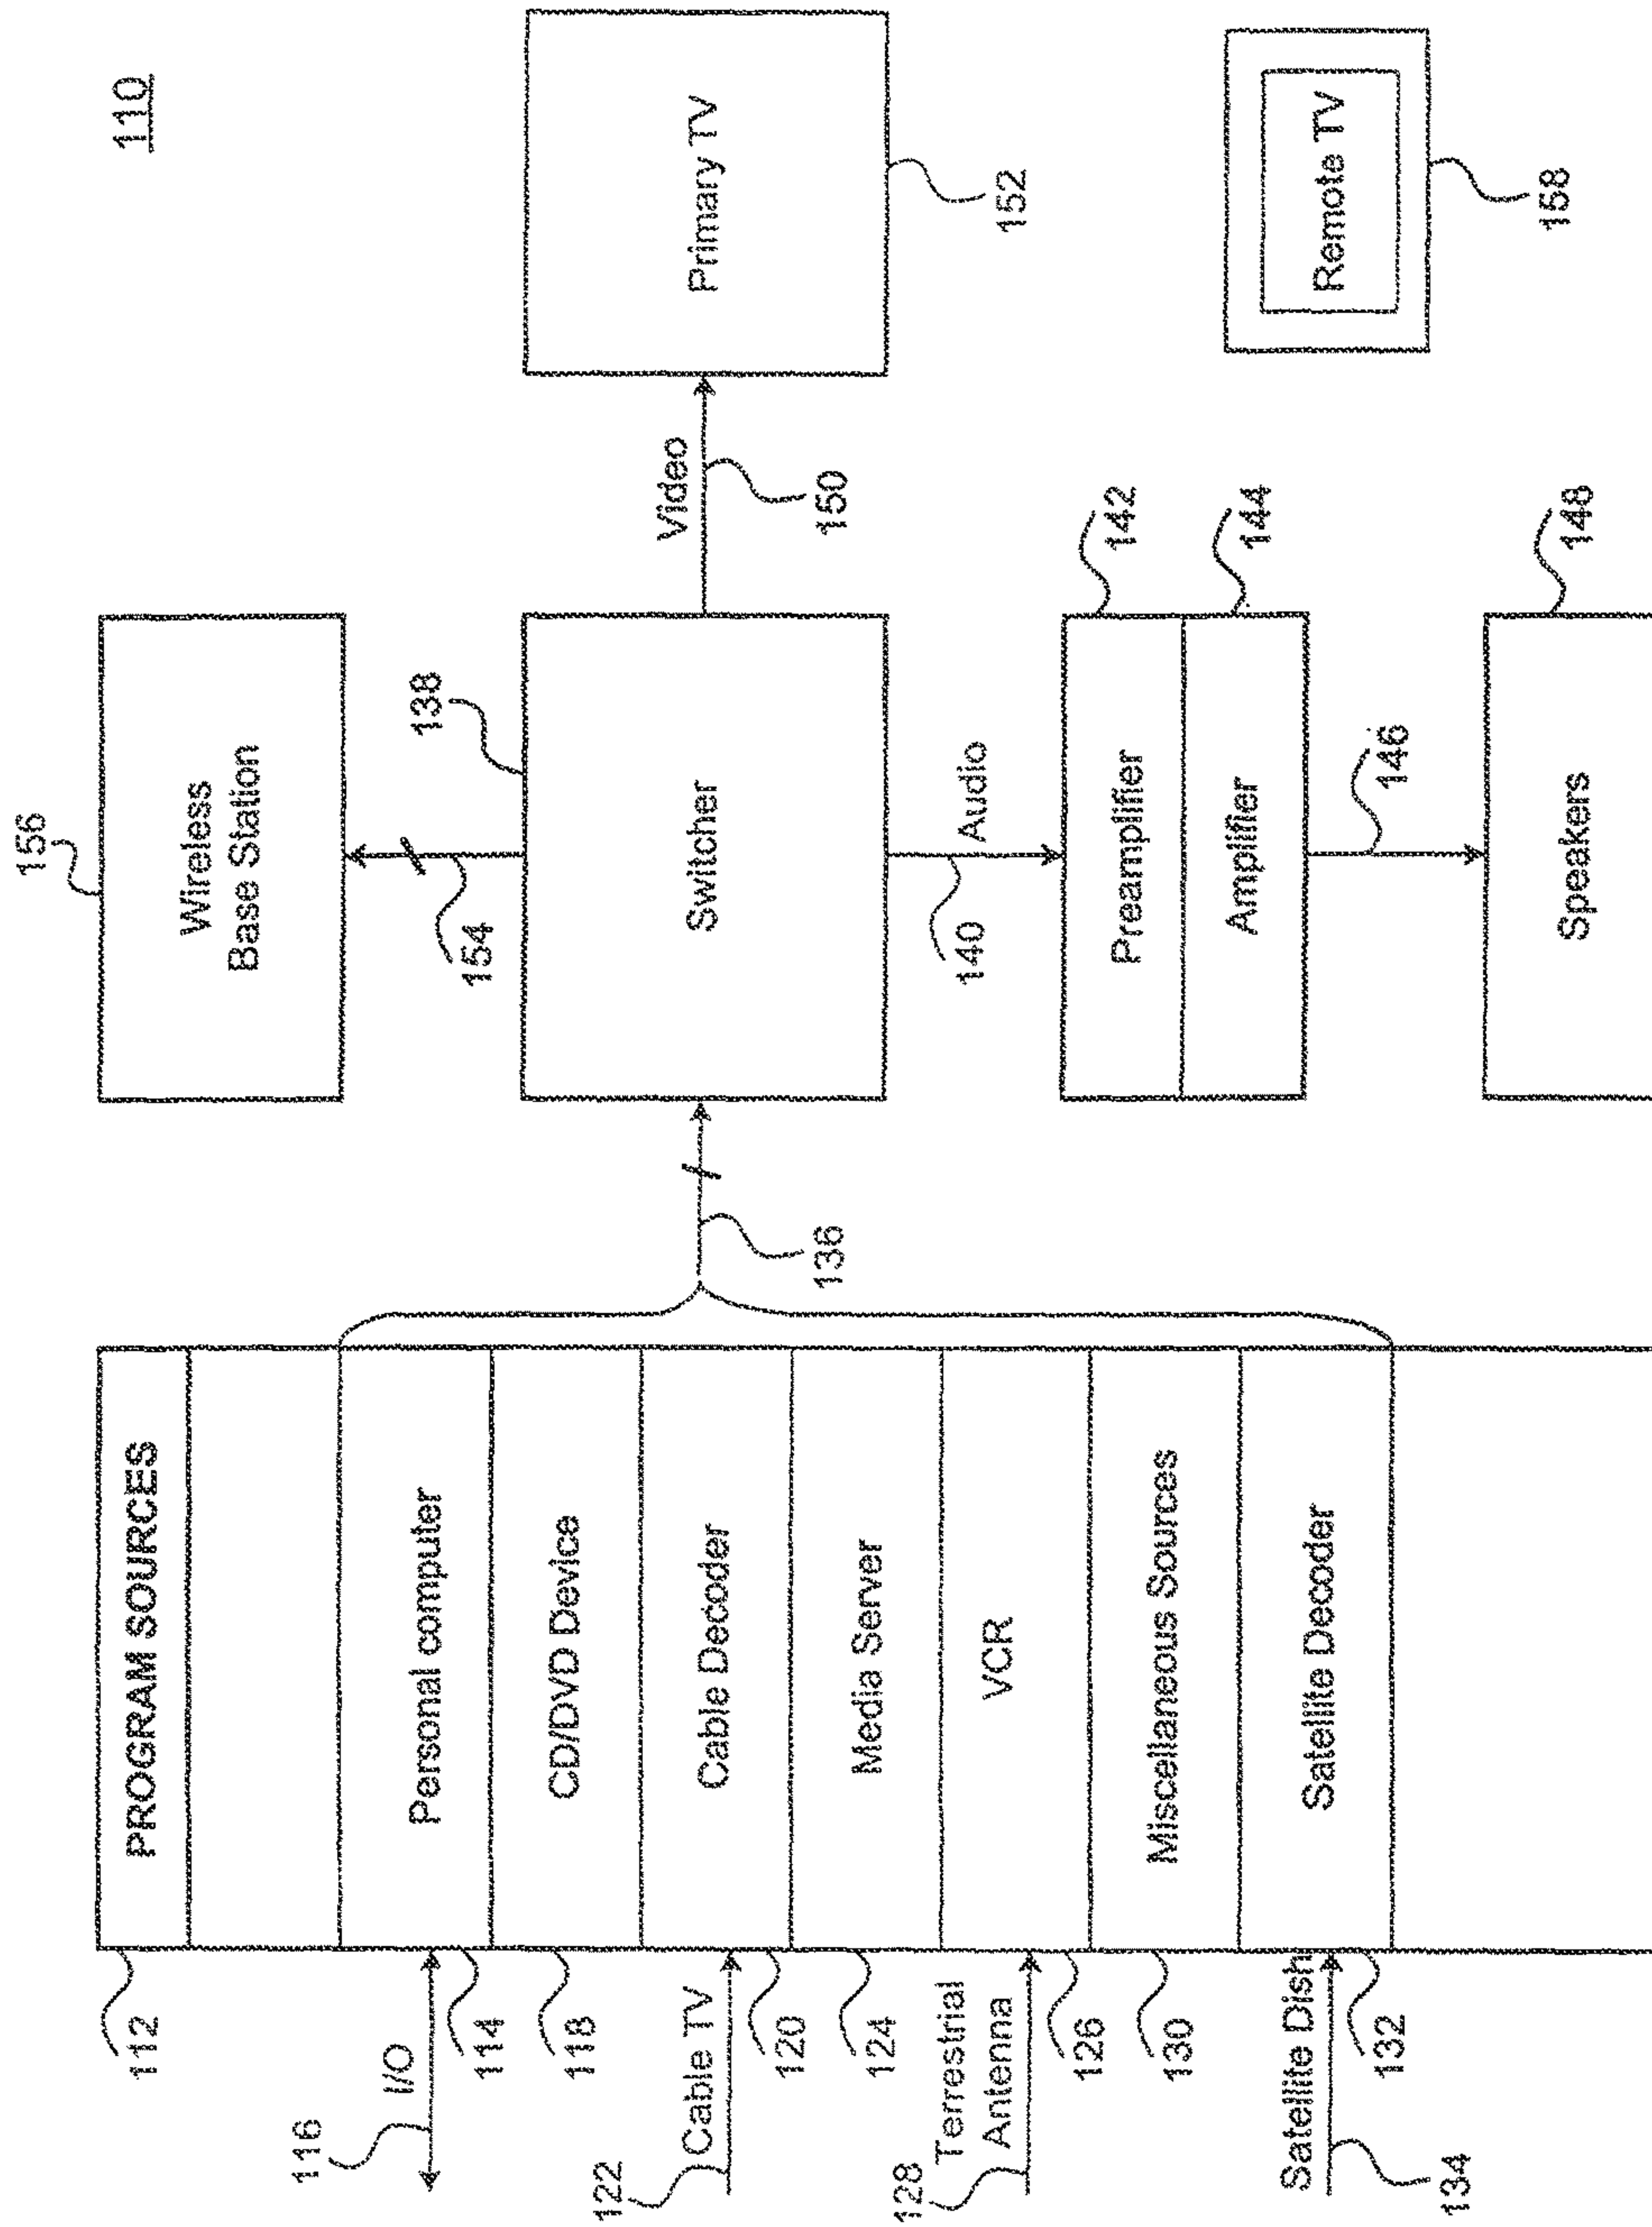 110
PROGRAM SOURCES
112
Personal computer
I/O
116
114
CD/DVD Device
118
Cable Decoder
Cable TV
122
120
Media Server
124
VCR
Terrestrial
Antenna
128
126
Miscellaneous Sources
130
Satellite Decoder
Satellite Dish
132
134
136
Wireless
Base Station
156
154
Switcher
138
Video
150
Primary TV
152
Audio
140
Preamplifier
142
Amplifier
144
146
Speakers
148
Remote TV
158